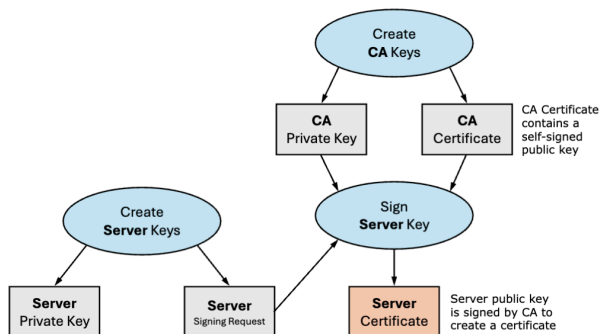 Create
CA Keys
CA
Private Key
CA
Certificate
CA Certificate
contains a
self-signed
public key
Create
Server Keys
Sign
Server Key
Server
Private Key
Server
Signing Request
Server
Certificate
Server public key
is signed by CA to
create a certificate